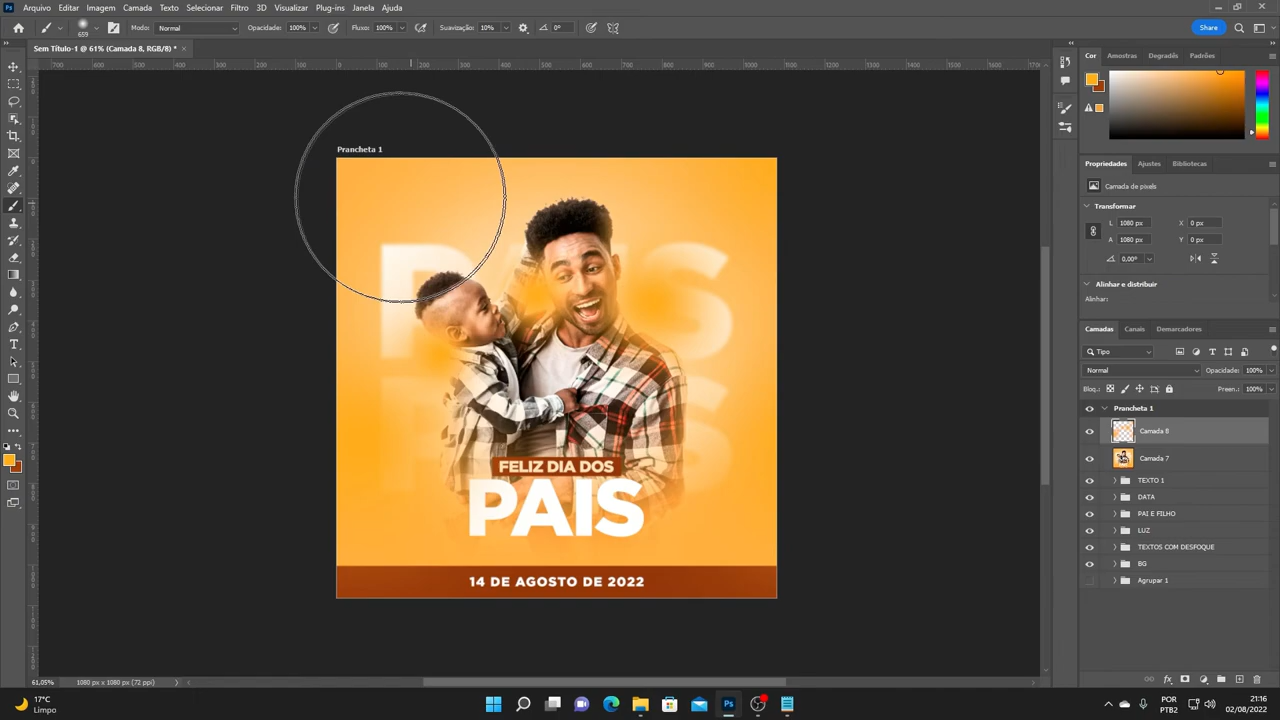 Arquivo Editar Imagem Camada Texto Selecionar Filtro 3D Visualizar Plug-ins Janela Ajuda
659 Modo: Normal Opacidade: 100% Fluxo: 100% Suavização: 10% 0° Share
Sem Título-1 @ 61% (Camada 8, RGB/8) * ×
Prancheta 1
PAIS
FELIZ DIA DOS
PAIS
14 DE AGOSTO DE 2022
Cor Amostras Degradês Padrões
Propriedades Ajustes Bibliotecas
Camada de pixels
Transformar
L 1080 px X 0 px
A 1080 px Y 0 px
0,00°
Alinhar e distribuir
Alinhar:
Camadas Canais Demarcadores
Tipo
Normal Opacidade: 100%
Bloq.: Preen.: 100%
Prancheta 1
Camada 8
Camada 7
TEXTO 1
DATA
PAI E FILHO
LUZ
TEXTOS COM DESFOQUE
BG
Agrupar 1
61,05% 1080 px x 1080 px (72 ppi)
17°C
Limpo
POR
PTB2
21:16
02/08/2022